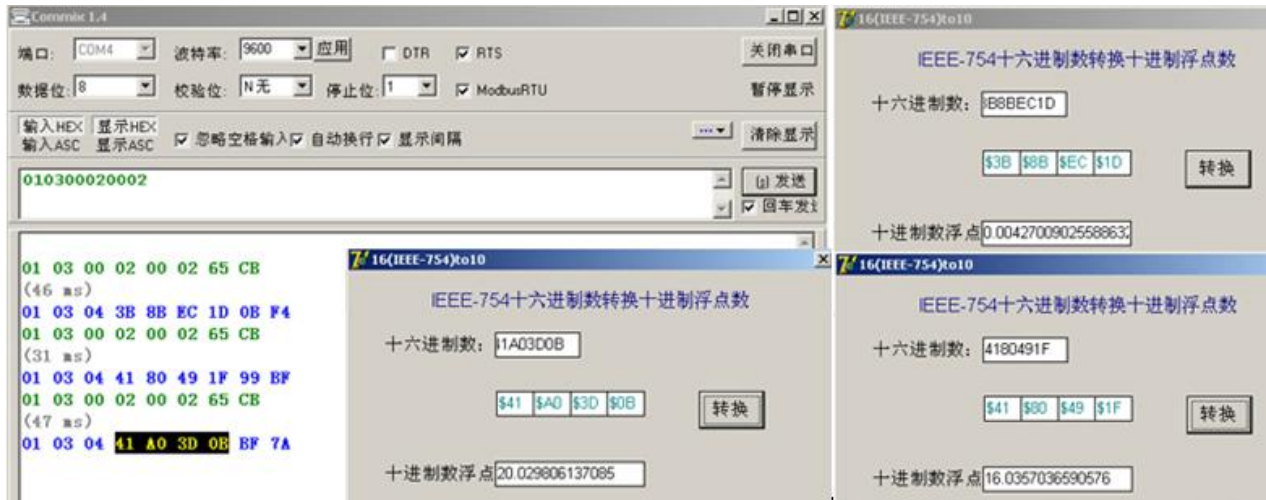 Commix 1.4
端口: COM4 波特率: 9600 应用 DTR RTS 关闭串口
数据位: 8 校验位: N无 停止位: 1 ModbusRTU 暂停显示
输入HEX 显示HEX
输入ASC 显示ASC
忽略空格输入 自动换行 显示间隔 清除显示
010300020002
发送
回车发
01 03 00 02 00 02 65 CB
(46 ms)
01 03 04 3B 8B EC 1D 0B F4
01 03 00 02 00 02 65 CB
(31 ms)
01 03 04 41 80 49 1F 99 BF
01 03 00 02 00 02 65 CB
(47 ms)
01 03 04 41 A0 3D 0B BF 7A
16(IEEE-754)to10
IEEE-754十六进制数转换十进制浮点数
十六进制数: 1A03D0B
$41 $A0 $3D $0B 转换
十进制数浮点 20.029806137085
16(IEEE-754)to10
IEEE-754十六进制数转换十进制浮点数
十六进制数: B8BEC1D
$3B $8B $EC $1D 转换
十进制数浮点 0.0042700902558863
16(IEEE-754)to10
IEEE-754十六进制数转换十进制浮点数
十六进制数: 4180491F
$41 $80 $49 $1F 转换
十进制数浮点 16.0357036590576